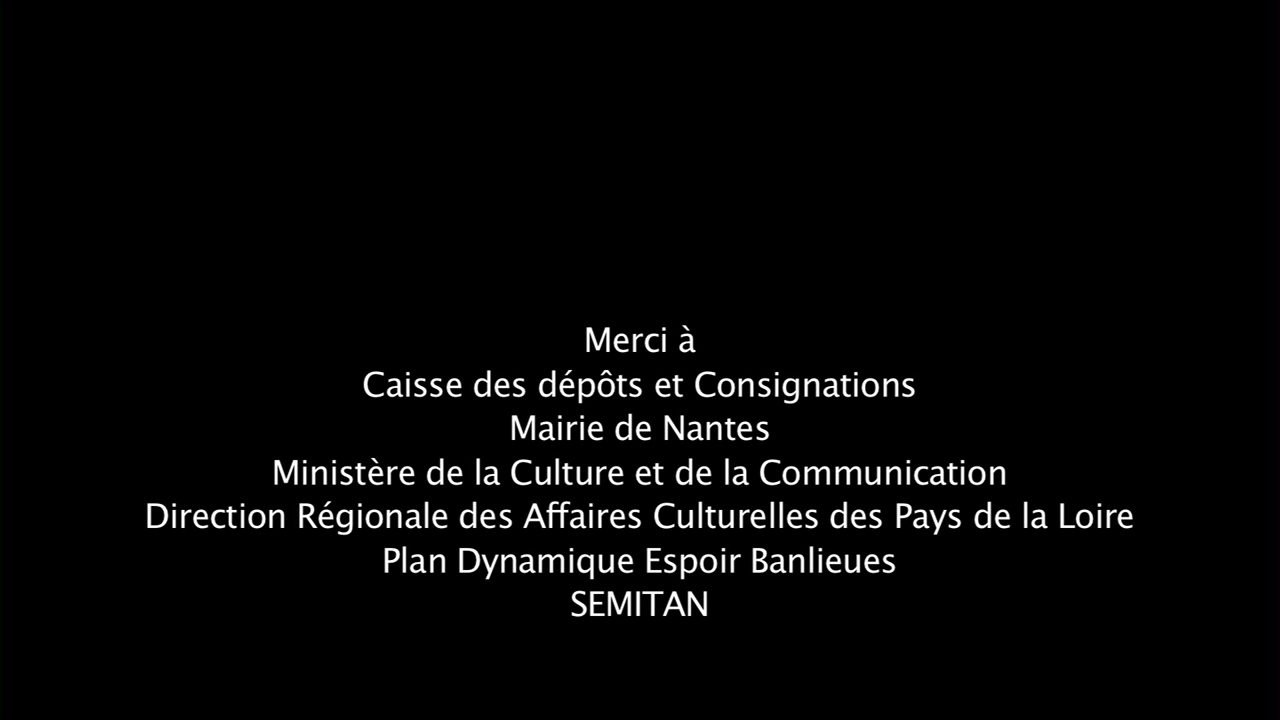 Merci à
Caisse des dépôts et Consignations
Mairie de Nantes
Ministère de la Culture et de la Communication
Direction Régionale des Affaires Culturelles des Pays de la Loire
Plan Dynamique Espoir Banlieues
SEMITAN